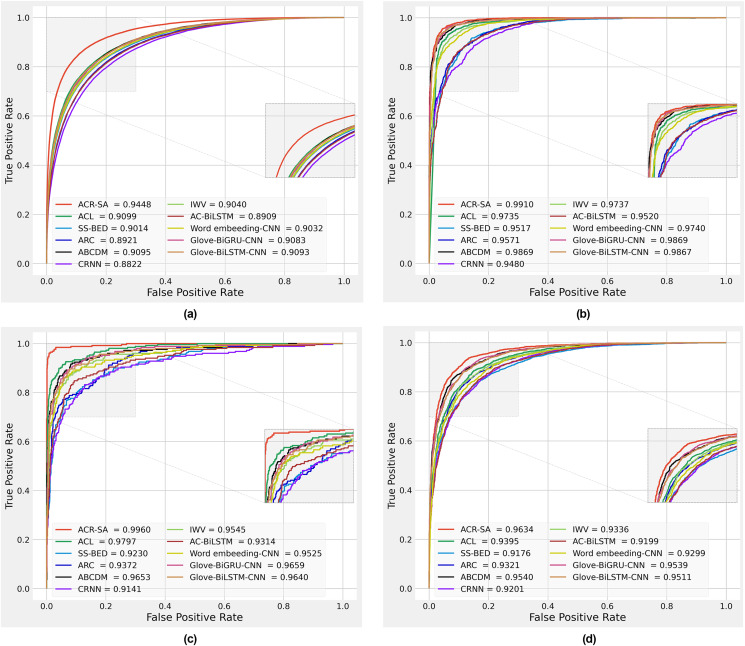 1.0
0.8
0.6
0.4
0.2
0.0
True Positive Rate
ACR-SA = 0.9448
ACL = 0.9099
SS-BED = 0.9014
ARC = 0.8921
ABCDM = 0.9095
CRNN = 0.8822
IWV = 0.9040
AC-BiLSTM = 0.8909
Word embeeding-CNN = 0.9032
Glove-BiGRU-CNN = 0.9083
Glove-BiLSTM-CNN = 0.9093
0.0 0.2 0.4 0.6 0.8 1.0
False Positive Rate
(a)
1.0
0.8
0.6
0.4
0.2
0.0
True Positive Rate
ACR-SA = 0.9910
ACL = 0.9735
SS-BED = 0.9517
ARC = 0.9571
ABCDM = 0.9869
CRNN = 0.9480
IWV = 0.9737
AC-BiLSTM = 0.9520
Word embeeding-CNN = 0.9740
Glove-BiGRU-CNN = 0.9869
Glove-BiLSTM-CNN = 0.9867
0.0 0.2 0.4 0.6 0.8 1.0
False Positive Rate
(b)
1.0
0.8
0.6
0.4
0.2
0.0
True Positive Rate
ACR-SA = 0.9960
ACL = 0.9797
SS-BED = 0.9230
ARC = 0.9372
ABCDM = 0.9653
CRNN = 0.9141
IWV = 0.9545
AC-BiLSTM = 0.9314
Word embeeding-CNN = 0.9525
Glove-BiGRU-CNN = 0.9659
Glove-BiLSTM-CNN = 0.9640
0.0 0.2 0.4 0.6 0.8 1.0
False Positive Rate
(c)
1.0
0.8
0.6
0.4
0.2
0.0
True Positive Rate
ACR-SA = 0.9634
ACL = 0.9395
SS-BED = 0.9176
ARC = 0.9321
ABCDM = 0.9540
CRNN = 0.9201
IWV = 0.9336
AC-BiLSTM = 0.9199
Word embeeding-CNN = 0.9299
Glove-BiGRU-CNN = 0.9539
Glove-BiLSTM-CNN = 0.9511
0.0 0.2 0.4 0.6 0.8 1.0
False Positive Rate
(d)